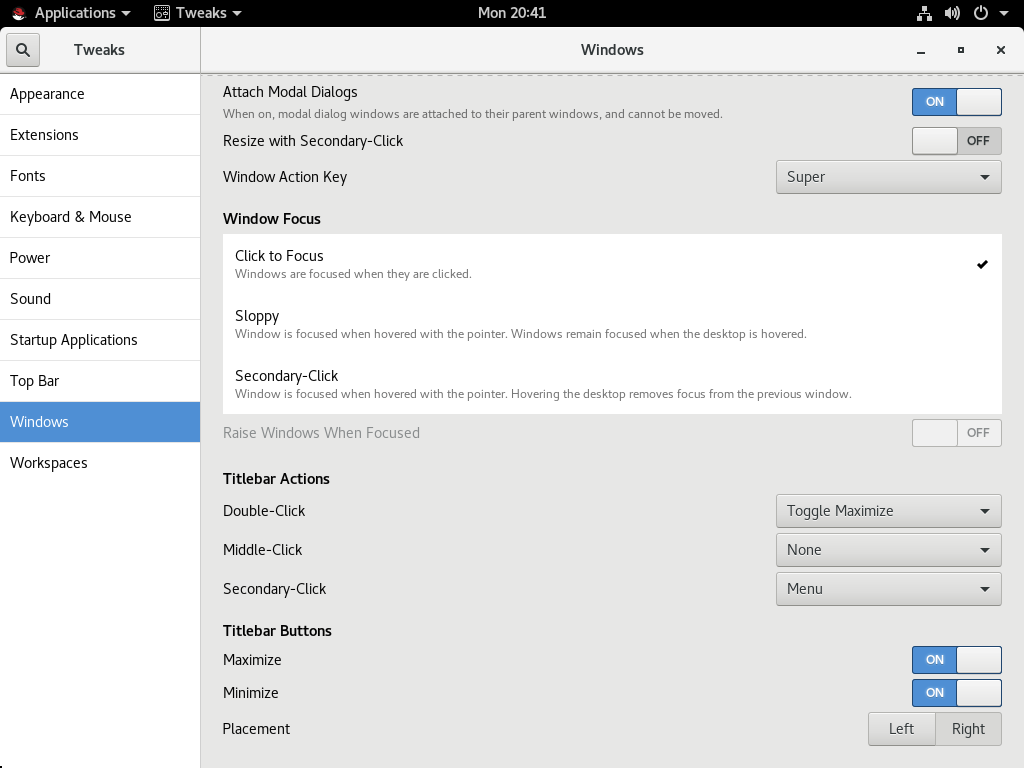 Applications Tweaks Mon 20:41
Tweaks Windows
Appearance
Extensions
Fonts
Keyboard & Mouse
Power
Sound
Startup Applications
Top Bar
Windows
Workspaces
Attach Modal Dialogs ON
When on, modal dialog windows are attached to their parent windows, and cannot be moved.
Resize with Secondary-Click OFF
Window Action Key Super
Window Focus
Click to Focus
Windows are focused when they are clicked.
Sloppy
Window is focused when hovered with the pointer. Windows remain focused when the desktop is hovered.
Secondary-Click
Window is focused when hovered with the pointer. Hovering the desktop removes focus from the previous window.
Raise Windows When Focused OFF
Titlebar Actions
Double-Click Toggle Maximize
Middle-Click None
Secondary-Click Menu
Titlebar Buttons
Maximize ON
Minimize ON
Placement Left Right